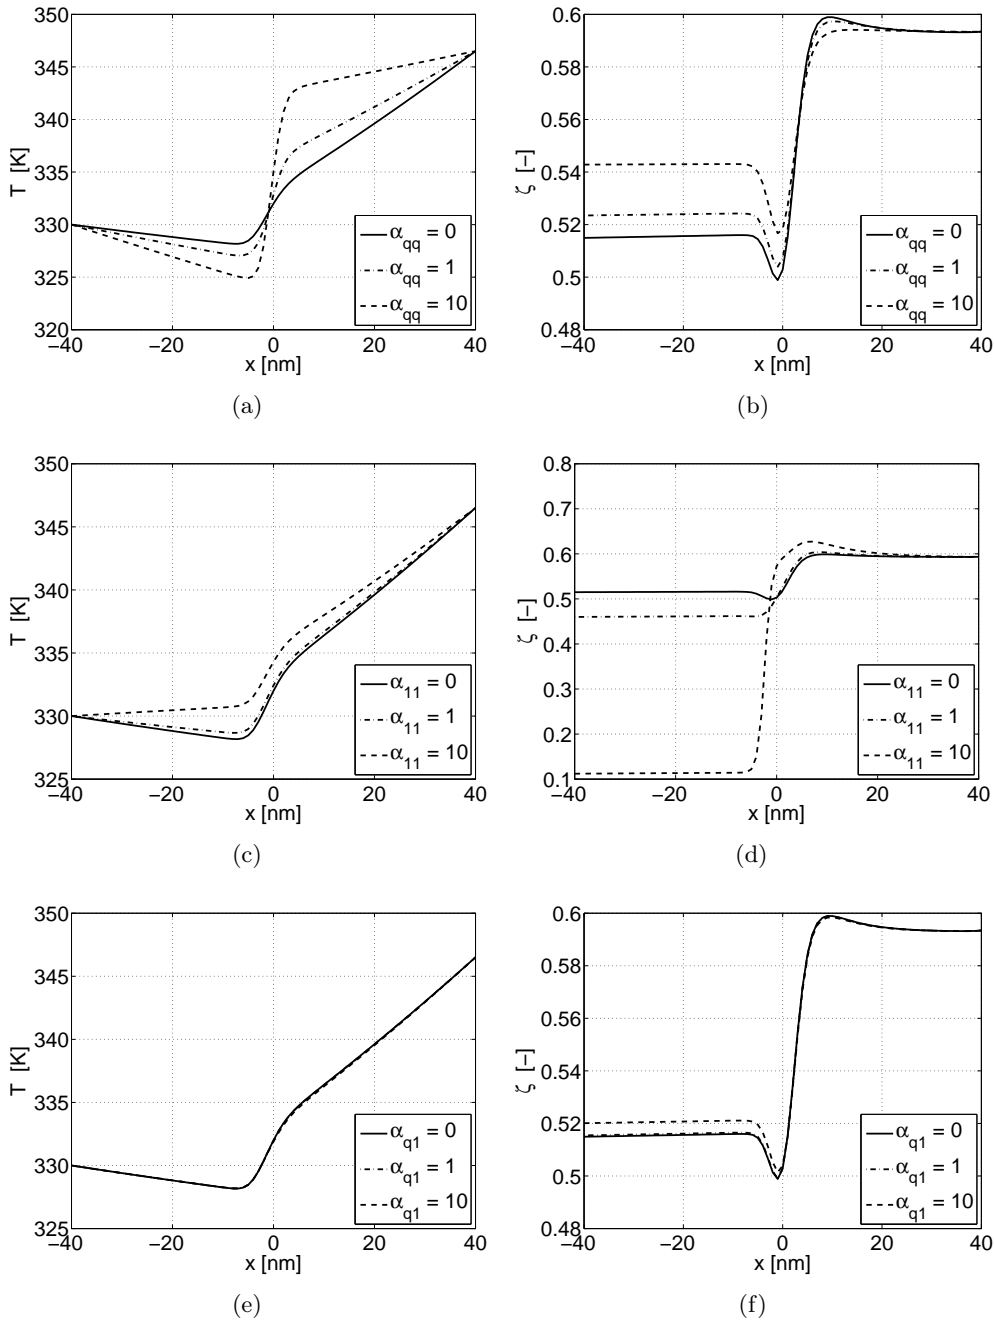 350
345
340
335
330
325
320
T [K]
−40
−20
0
20
40
x [nm]
α_qq = 0
α_qq = 1
α_qq = 10
(a)
0.6
0.58
0.56
0.54
0.52
0.5
0.48
ζ [−]
−40
−20
0
20
40
x [nm]
α_qq = 0
α_qq = 1
α_qq = 10
(b)
350
345
340
335
330
325
T [K]
−40
−20
0
20
40
x [nm]
α_11 = 0
α_11 = 1
α_11 = 10
(c)
0.8
0.7
0.6
0.5
0.4
0.3
0.2
0.1
ζ [−]
−40
−20
0
20
40
x [nm]
α_11 = 0
α_11 = 1
α_11 = 10
(d)
350
345
340
335
330
325
T [K]
−40
−20
0
20
40
x [nm]
α_q1 = 0
α_q1 = 1
α_q1 = 10
(e)
0.6
0.58
0.56
0.54
0.52
0.5
0.48
ζ [−]
−40
−20
0
20
40
x [nm]
α_q1 = 0
α_q1 = 1
α_q1 = 10
(f)